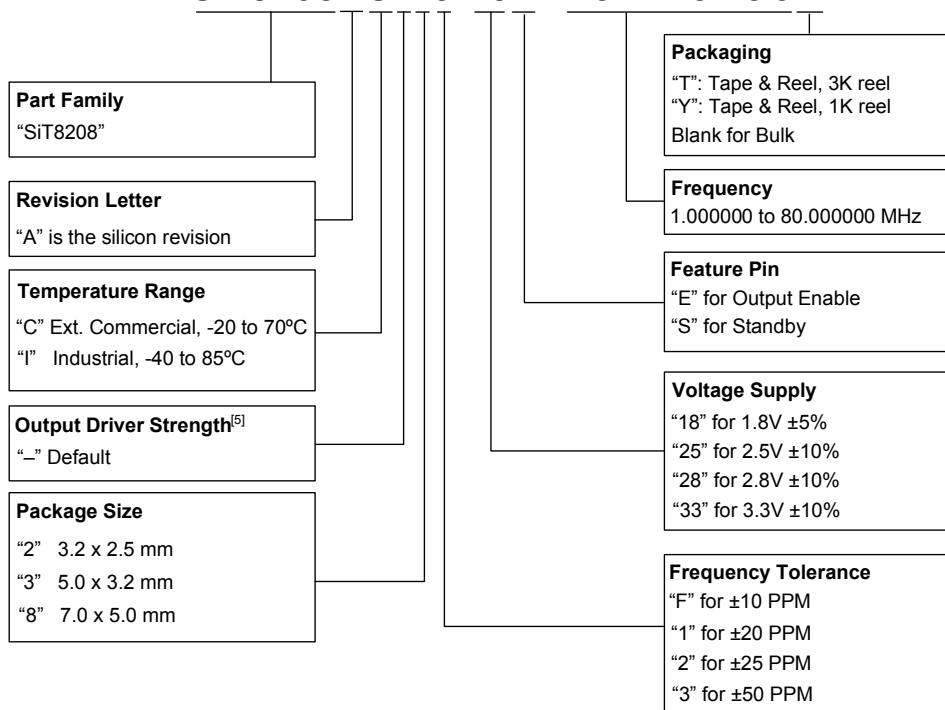 Part Family
“SiT8208”
Revision Letter
“A” is the silicon revision
Temperature Range
“C” Ext. Commercial, -20 to 70ºC
“I” Industrial, -40 to 85ºC
Output Driver Strength[5]
“–” Default
Package Size
“2” 3.2 x 2.5 mm
“3” 5.0 x 3.2 mm
“8” 7.0 x 5.0 mm
Packaging
“T”: Tape & Reel, 3K reel
“Y”: Tape & Reel, 1K reel
Blank for Bulk
Frequency
1.000000 to 80.000000 MHz
Feature Pin
“E” for Output Enable
“S” for Standby
Voltage Supply
“18” for 1.8V ±5%
“25” for 2.5V ±10%
“28” for 2.8V ±10%
“33” for 3.3V ±10%
Frequency Tolerance
“F” for ±10 PPM
“1” for ±20 PPM
“2” for ±25 PPM
“3” for ±50 PPM